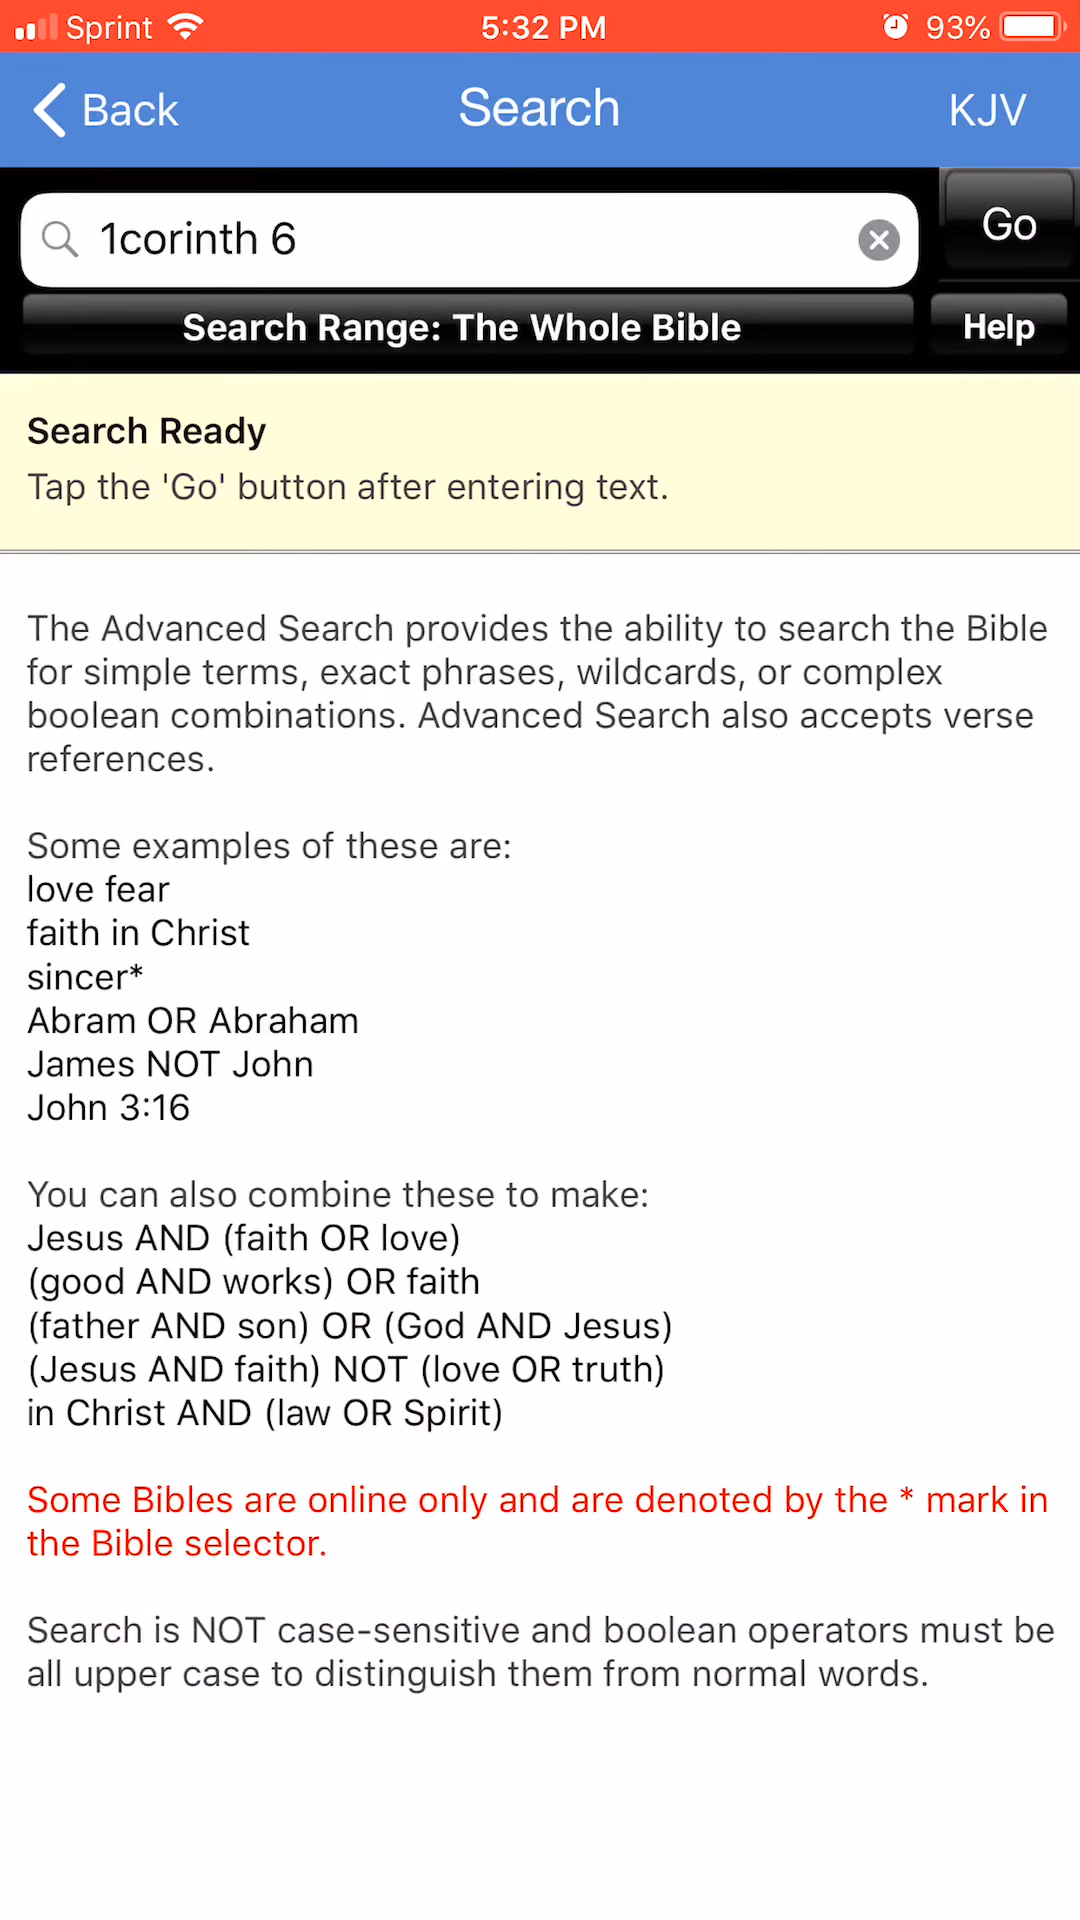 Sprint 5:32 PM 93%
Back Search KJV
1corinth 6 Go
Search Range: The Whole Bible Help
Search Ready
Tap the 'Go' button after entering text.
The Advanced Search provides the ability to search the Bible
for simple terms, exact phrases, wildcards, or complex
boolean combinations. Advanced Search also accepts verse
references.
Some examples of these are:
love fear
faith in Christ
sincer*
Abram OR Abraham
James NOT John
John 3:16
You can also combine these to make:
Jesus AND (faith OR love)
(good AND works) OR faith
(father AND son) OR (God AND Jesus)
(Jesus AND faith) NOT (love OR truth)
in Christ AND (law OR Spirit)
Some Bibles are online only and are denoted by the * mark in
the Bible selector.
Search is NOT case-sensitive and boolean operators must be
all upper case to distinguish them from normal words.